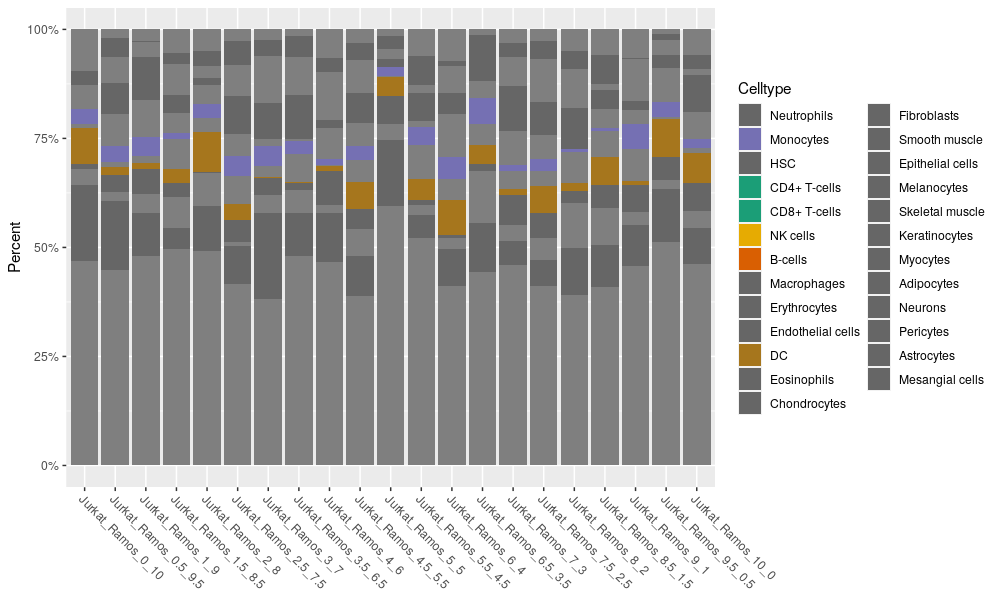 100%
75%
50%
25%
0%
Percent
Jurkat_Ramos_0_10
Jurkat_Ramos_0.5_9.5
Jurkat_Ramos_1_9
Jurkat_Ramos_1.5_8.5
Jurkat_Ramos_2_8
Jurkat_Ramos_2.5_7.5
Jurkat_Ramos_3_7
Jurkat_Ramos_3.5_6.5
Jurkat_Ramos_4_6
Jurkat_Ramos_4.5_5.5
Jurkat_Ramos_5_5
Jurkat_Ramos_5.5_4.5
Jurkat_Ramos_6_4
Jurkat_Ramos_6.5_3.5
Jurkat_Ramos_7_3
Jurkat_Ramos_7.5_2.5
Jurkat_Ramos_8_2
Jurkat_Ramos_8.5_1.5
Jurkat_Ramos_9_1
Jurkat_Ramos_9.5_0.5
Jurkat_Ramos_10_0
Celltype
Neutrophils
Monocytes
HSC
CD4+ T-cells
CD8+ T-cells
NK cells
B-cells
Macrophages
Erythrocytes
Endothelial cells
DC
Eosinophils
Chondrocytes
Fibroblasts
Smooth muscle
Epithelial cells
Melanocytes
Skeletal muscle
Keratinocytes
Myocytes
Adipocytes
Neurons
Pericytes
Astrocytes
Mesangial cells